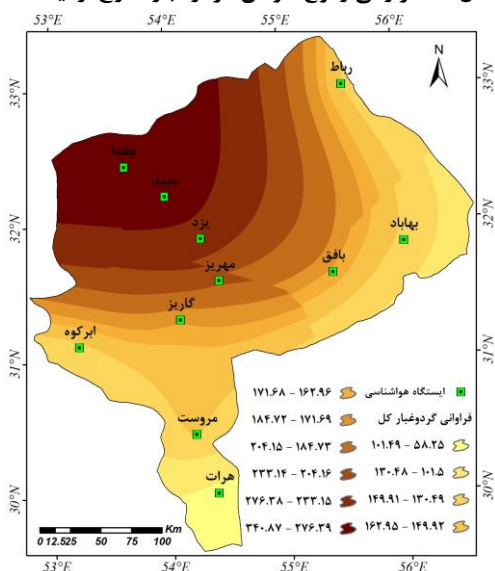 53°E 54°E 55°E 56°E
N
33°N 33°N
رباط
عقدا
میبد
32°N 32°N
یزد
بهاباد
مهریز
بافق
گاریز
ابرکوه
31°N 31°N
مروست
هرات
30°N 30°N
ایستگاه هواشناسی
فراوانی گردوغبار کل
۵۸.۲۵ - ۱۰۱.۴۹
۱۰۱.۵ - ۱۳۰.۴۸
۱۳۰.۴۹ - ۱۴۹.۹۱
۱۴۹.۹۲ - ۱۶۲.۹۵
۱۶۲.۹۶ - ۱۷۱.۶۸
۱۷۱.۶۹ - ۱۸۴.۷۲
۱۸۴.۷۳ - ۲۰۴.۱۵
۲۰۴.۱۶ - ۲۳۳.۱۴
۲۳۳.۱۵ - ۲۷۶.۳۸
۲۷۶.۳۹ - ۳۴۰.۸۷
Km
0 12.525 50 75 100
53°E 54°E 55°E 56°E